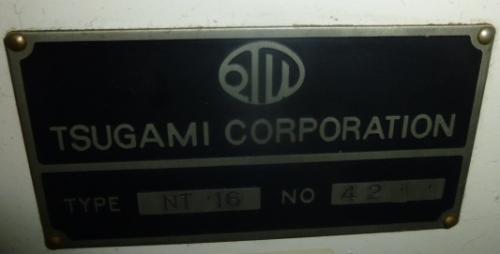 TSUGAMI CORPORATION
TYPE NT 16 NO 42